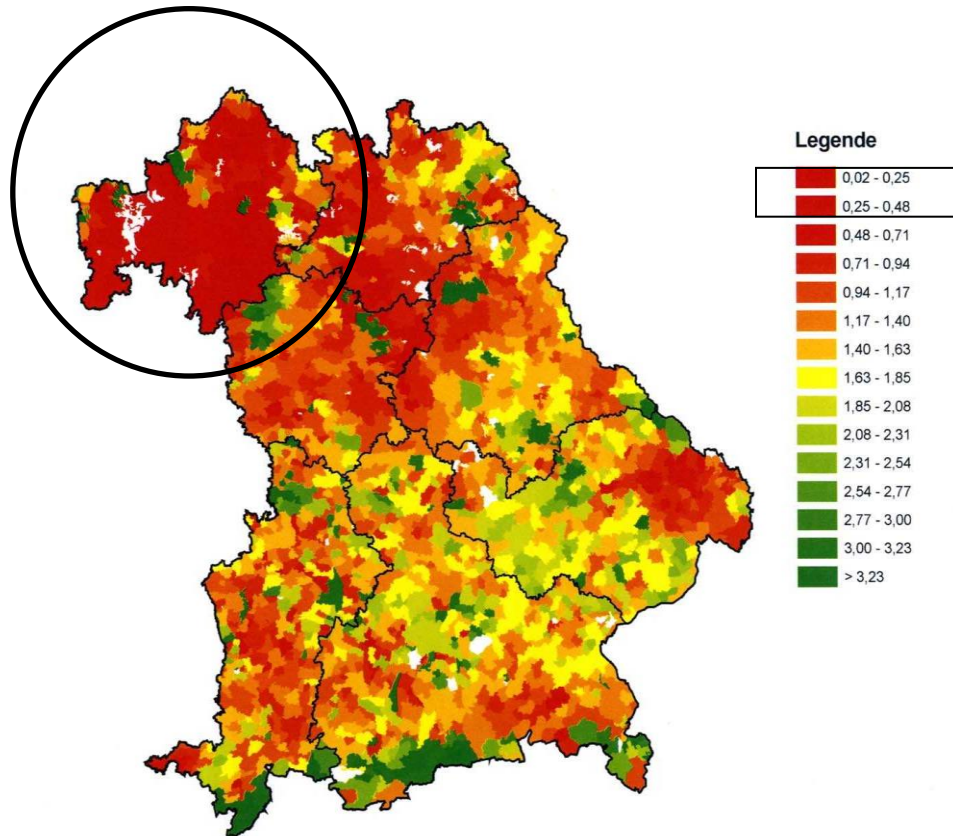 Legende
0,02 - 0,25
0,25 - 0,48
0,48 - 0,71
0,71 - 0,94
0,94 - 1,17
1,17 - 1,40
1,40 - 1,63
1,63 - 1,85
1,85 - 2,08
2,08 - 2,31
2,31 - 2,54
2,54 - 2,77
2,77 - 3,00
3,00 - 3,23
> 3,23